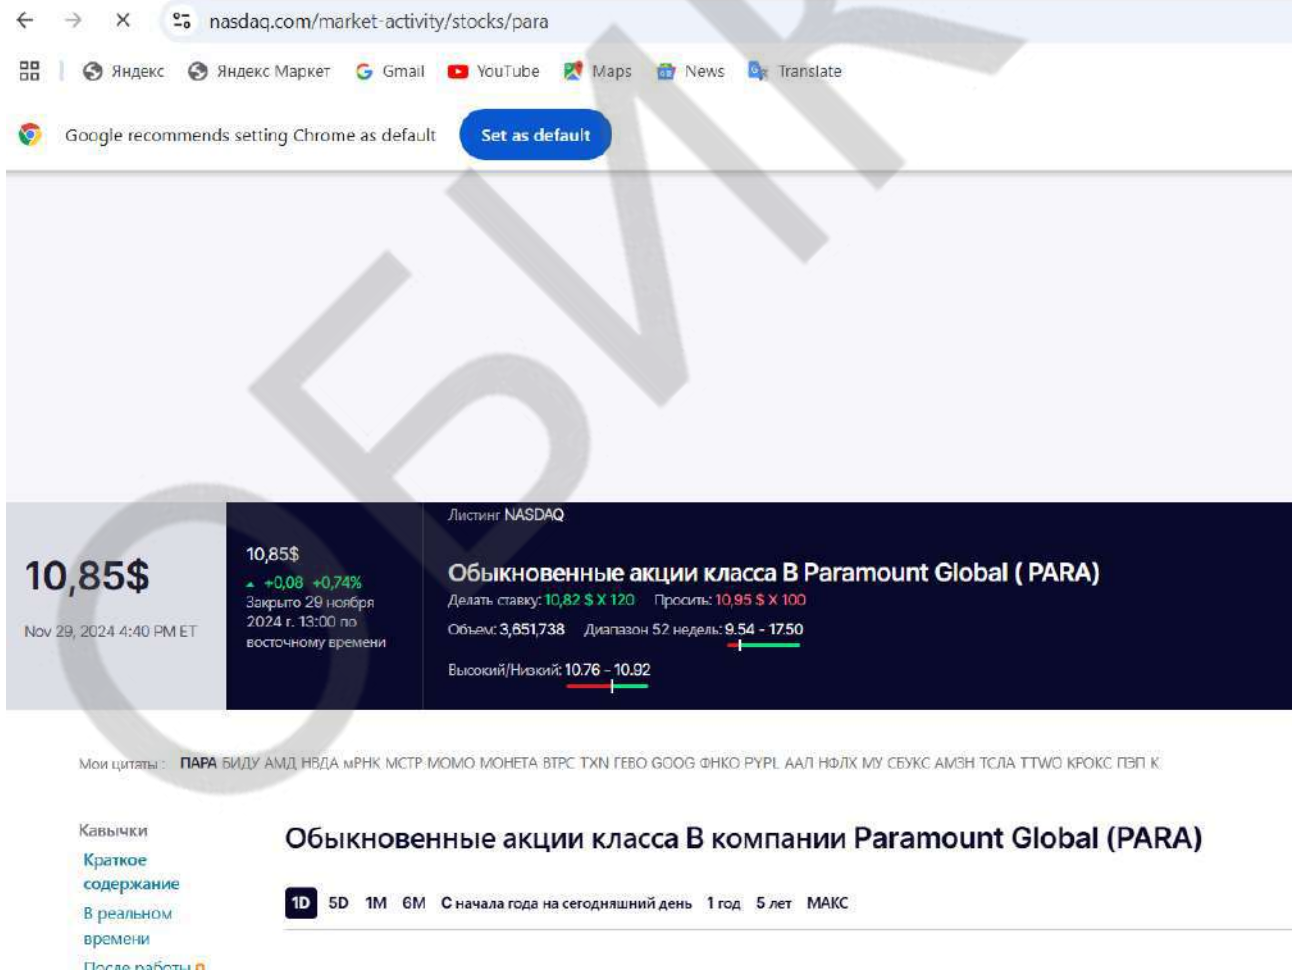 nasdaq.com/market-activity/stocks/para
Яндекс Яндекс Маркет Gmail YouTube Maps News Translate
Google recommends setting Chrome as default Set as default
ОБИК
Листинг NASDAQ
10,85$
Nov 29, 2024 4:40 PM ET
10,85$
+0,08 +0,74%
Закрыто 29 ноября
2024 г. 13:00 по
восточному времени
Обыкновенные акции класса B Paramount Global ( PARA)
Делать ставку: 10,82 $ X 120 Просить: 10,95 $ X 100
Объем: 3,651,738 Диапазон 52 недель: 9.54 - 17.50
Высокий/Низкий: 10.76 - 10.92
Мои цитаты : ПАРА БИДУ АМД НВДА мРНК МСТР МОМО МОНЕТА ВТРС TXN ГЕВО GOOG ФНКО PYPL ААЛ НФЛХ МУ СБУКС АМЗН ТСЛА TTWO КРОКС ПЭП К
Кавычки
Краткое
содержание
В реальном
времени
После работы
Обыкновенные акции класса B компании Paramount Global (PARA)
1D 5D 1M 6M С начала года на сегодняшний день 1 год 5 лет МАКС